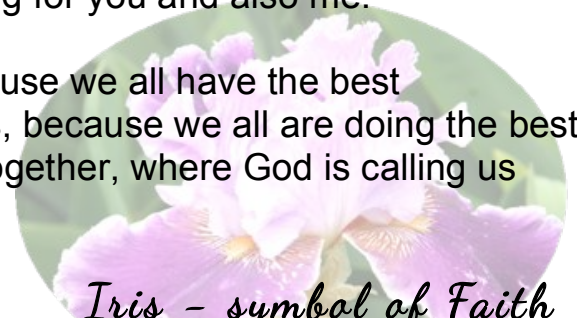 g for you and also me.
use we all have the best
, because we all are doing the best
ogether, where God is calling us
Iris - symbol of Faith